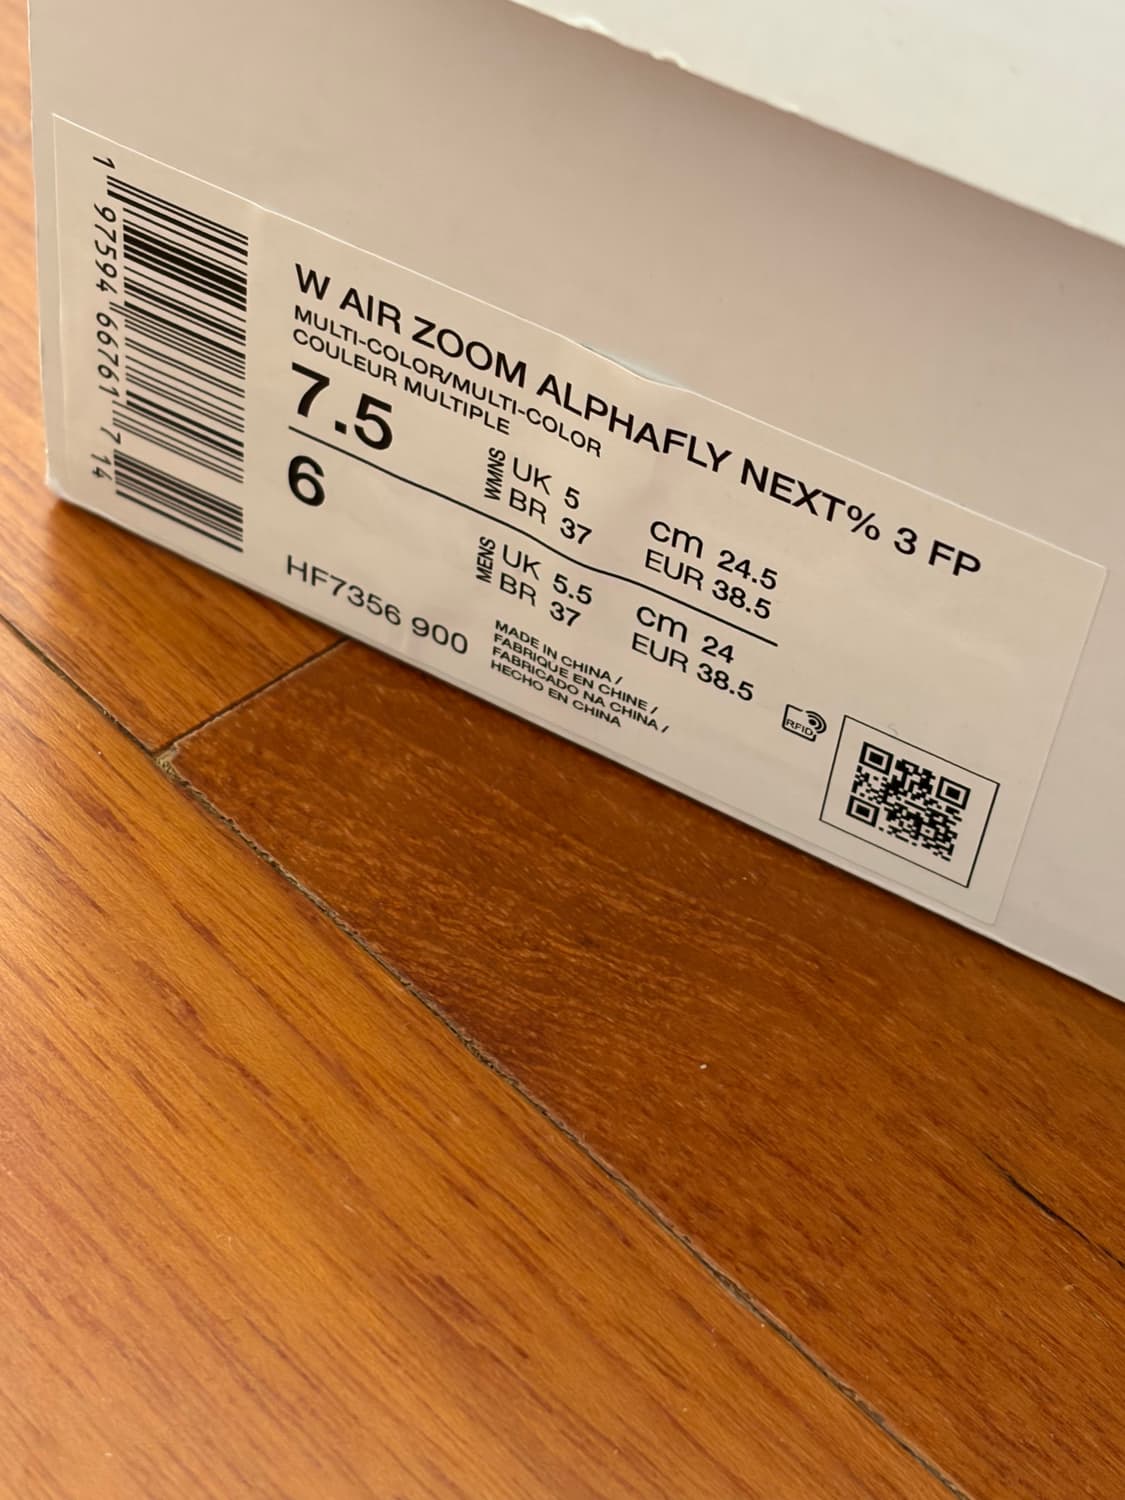 1 97594 66761 7 14
W AIR ZOOM ALPHAFLY NEXT% 3 FP
MULTI-COLOR/MULTI-COLOR
COULEUR MULTIPLE
7.5
WMNS
UK 5
BR 37
cm 24.5
EUR 38.5
6
MENS
UK 5.5
BR 37
cm 24
EUR 38.5
HF7356 900
MADE IN CHINA /
FABRIQUE EN CHINE /
FABRICADO NA CHINA /
HECHO EN CHINA
RFID